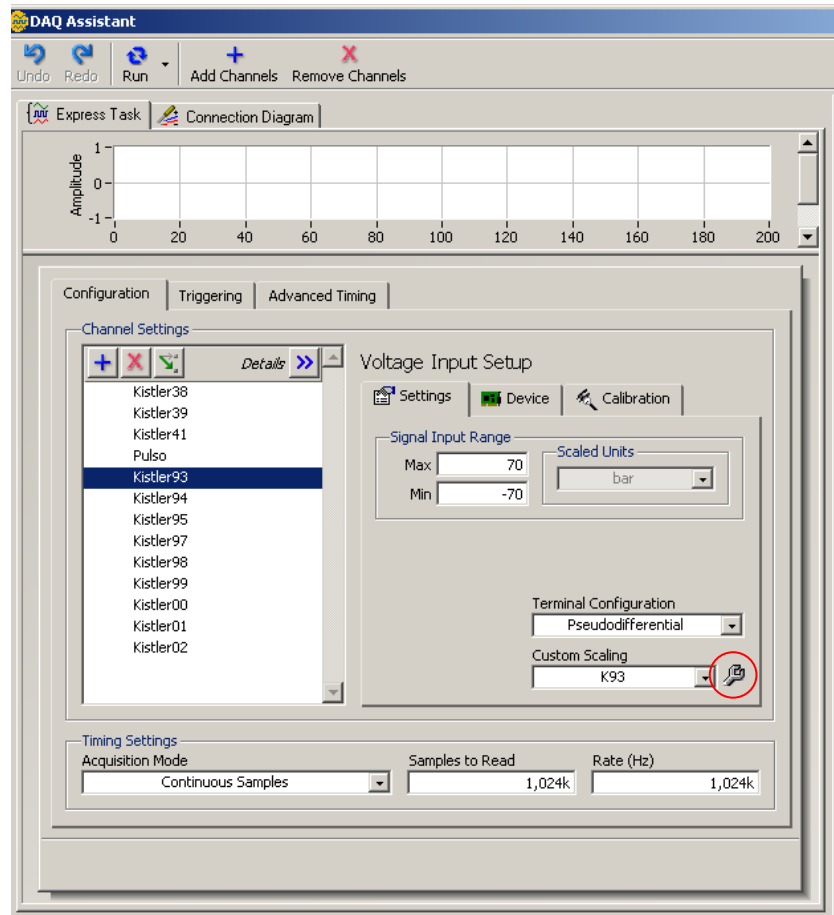 DAQ Assistant
Undo Redo Run Add Channels Remove Channels
Express Task Connection Diagram
Amplitude
1
0
-1
0 20 40 60 80 100 120 140 160 180 200
Configuration Triggering Advanced Timing
Channel Settings
Details
Kistler38
Kistler39
Kistler41
Pulso
Kistler93
Kistler94
Kistler95
Kistler97
Kistler98
Kistler99
Kistler00
Kistler01
Kistler02
Voltage Input Setup
Settings Device Calibration
Signal Input Range
Max 70
Min -70
Scaled Units
bar
Terminal Configuration
Pseudodifferential
Custom Scaling
K93
Timing Settings
Acquisition Mode Samples to Read Rate (Hz)
Continuous Samples 1,024k 1,024k